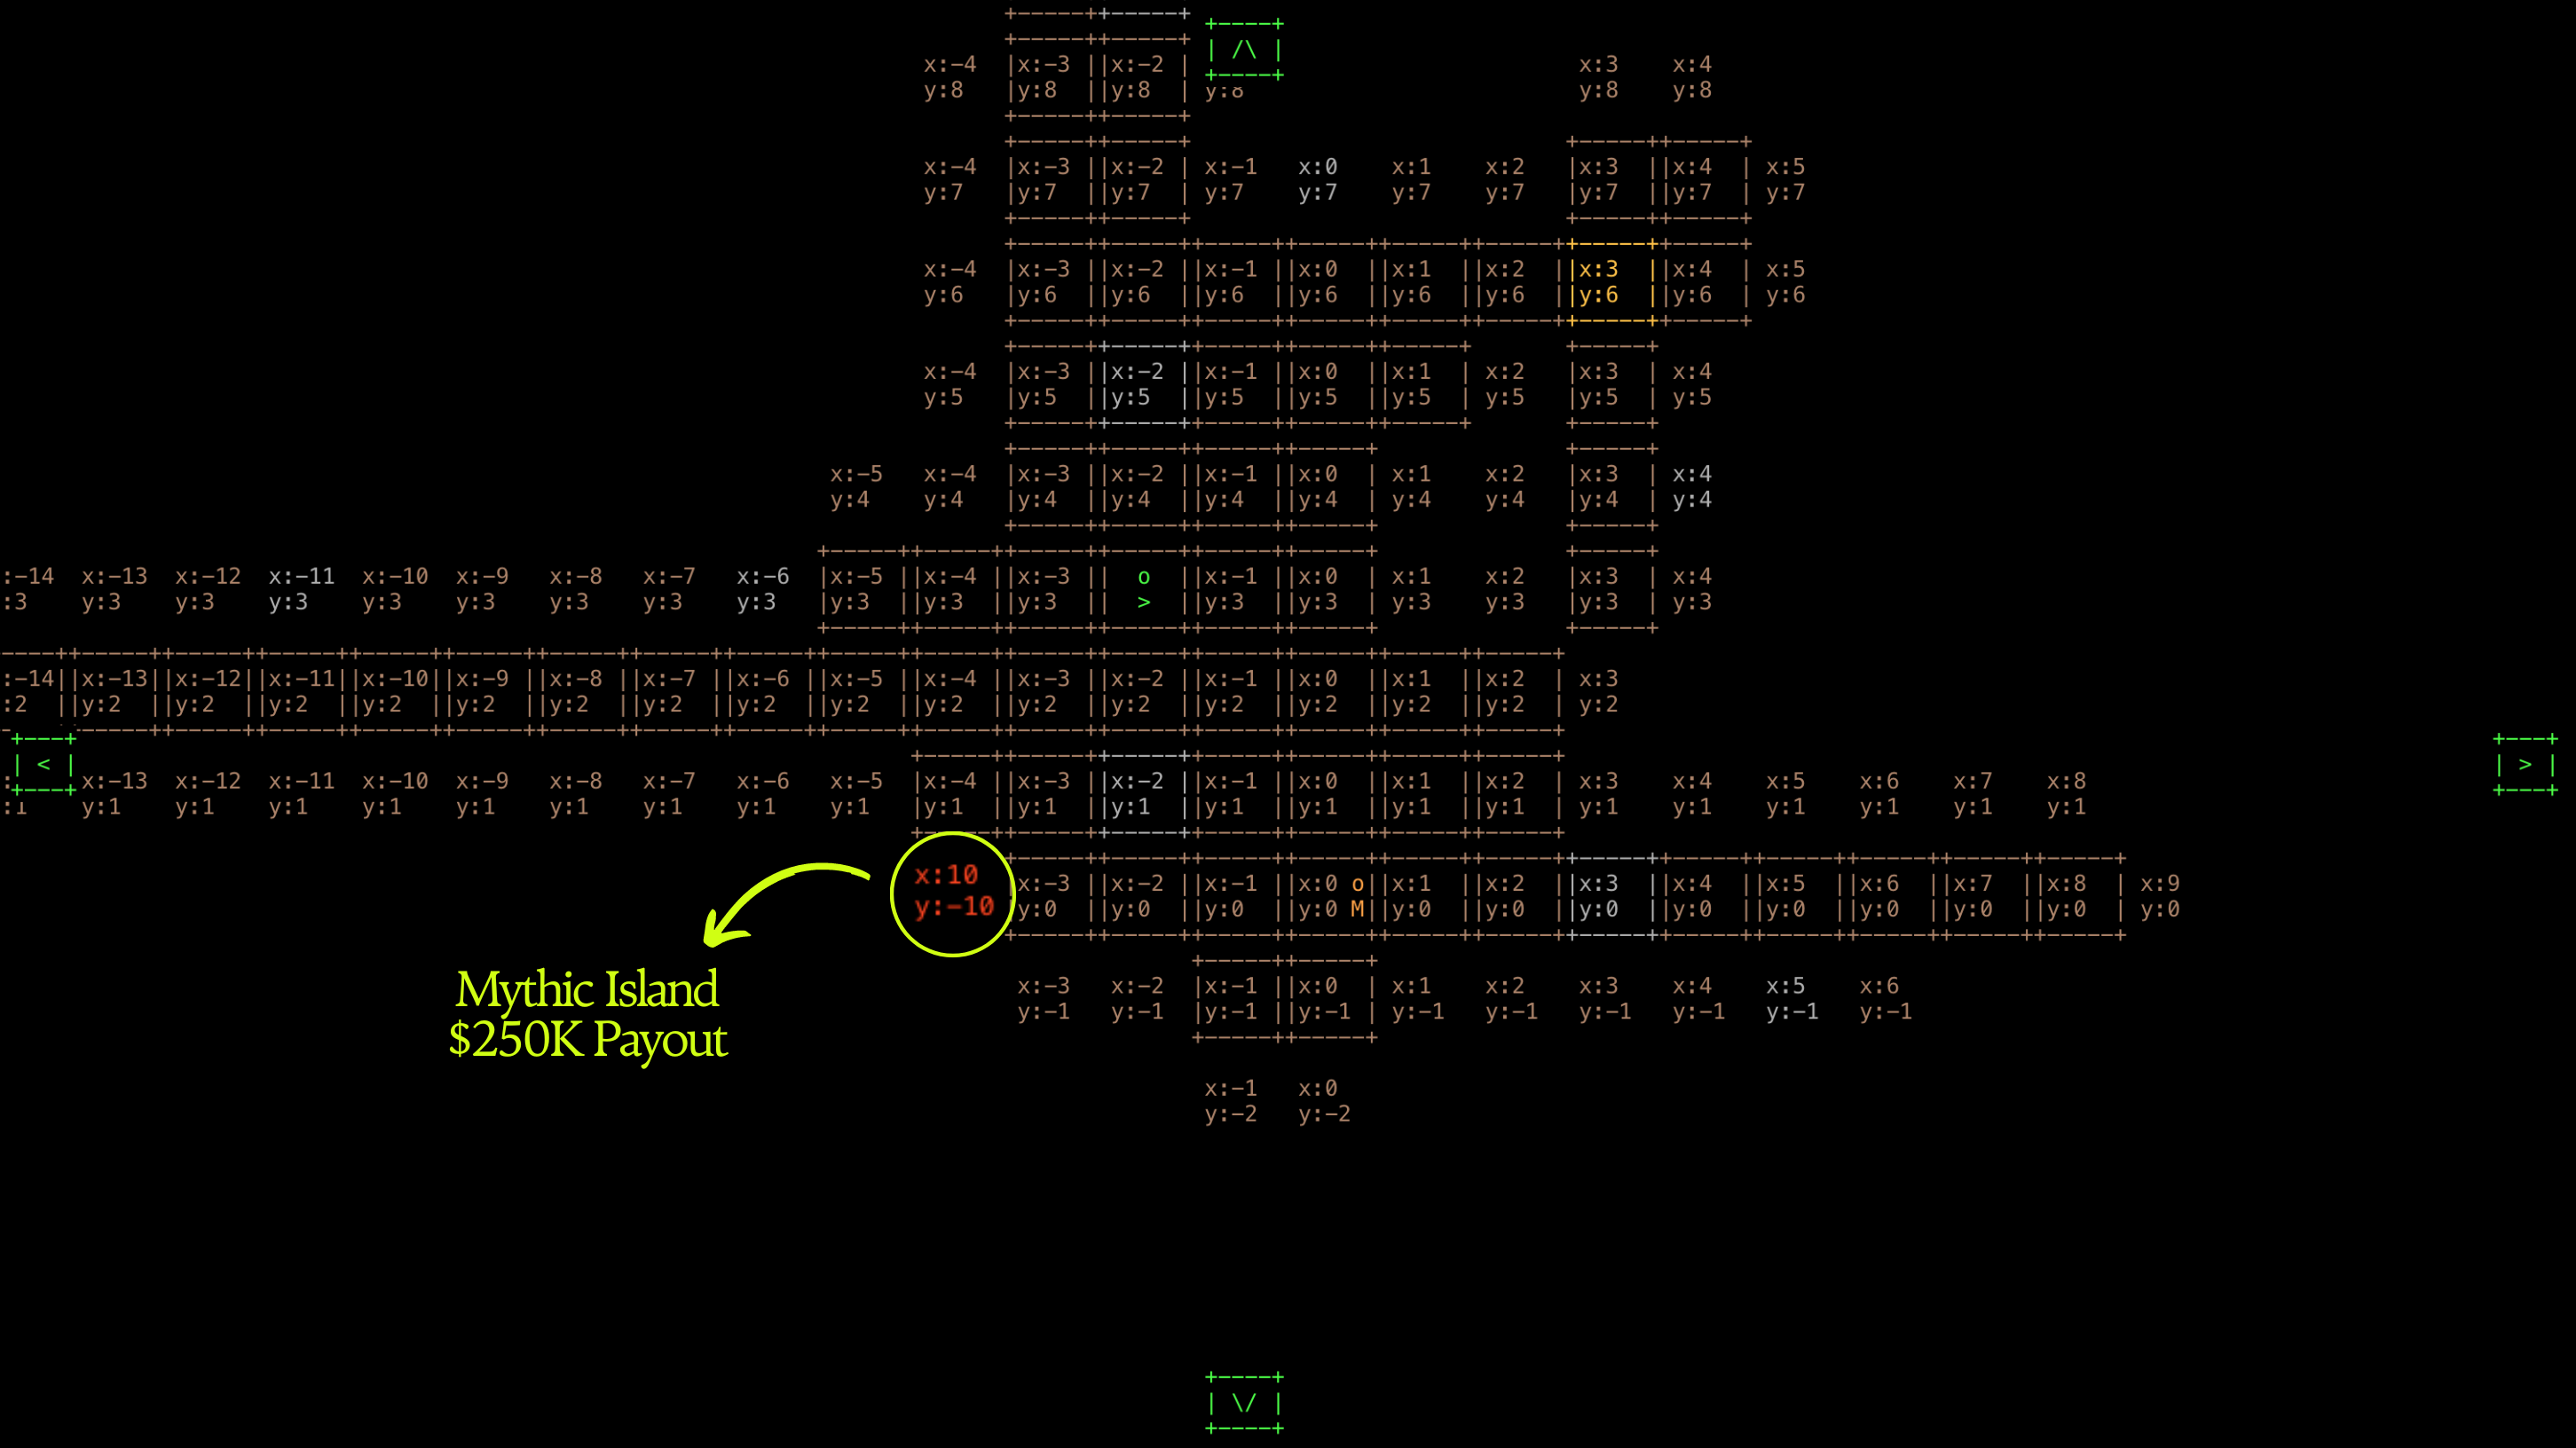 /\
x:-4 x:-3 x:-2 x:3 x:4
y:8 y:8 y:8 y:8 y:8 y:8
x:-4 x:-3 x:-2 x:-1 x:0 x:1 x:2 x:3 x:4 x:5
y:7 y:7 y:7 y:7 y:7 y:7 y:7 y:7 y:7 y:7
x:-4 x:-3 x:-2 x:-1 x:0 x:1 x:2 x:3 x:4 x:5
y:6 y:6 y:6 y:6 y:6 y:6 y:6 y:6 y:6 y:6
x:-4 x:-3 x:-2 x:-1 x:0 x:1 x:2 x:3 x:4
y:5 y:5 y:5 y:5 y:5 y:5 y:5 y:5 y:5
x:-5 x:-4 x:-3 x:-2 x:-1 x:0 x:1 x:2 x:3 x:4
y:4 y:4 y:4 y:4 y:4 y:4 y:4 y:4 y:4 y:4
:-14 x:-13 x:-12 x:-11 x:-10 x:-9 x:-8 x:-7 x:-6 x:-5 x:-4 x:-3 o x:-1 x:0 x:1 x:2 x:3 x:4
:3 y:3 y:3 y:3 y:3 y:3 y:3 y:3 y:3 y:3 y:3 y:3 > y:3 y:3 y:3 y:3 y:3 y:3
:-14 x:-13 x:-12 x:-11 x:-10 x:-9 x:-8 x:-7 x:-6 x:-5 x:-4 x:-3 x:-2 x:-1 x:0 x:1 x:2 x:3
:2 y:2 y:2 y:2 y:2 y:2 y:2 y:2 y:2 y:2 y:2 y:2 y:2 y:2 y:2 y:2 y:2 y:2
< >
x:-13 x:-12 x:-11 x:-10 x:-9 x:-8 x:-7 x:-6 x:-5 x:-4 x:-3 x:-2 x:-1 x:0 x:1 x:2 x:3 x:4 x:5 x:6 x:7 x:8
:1 y:1 y:1 y:1 y:1 y:1 y:1 y:1 y:1 y:1 y:1 y:1 y:1 y:1 y:1 y:1 y:1 y:1 y:1 y:1 y:1 y:1 y:1
x:10 x:-3 x:-2 x:-1 x:0 o x:1 x:2 x:3 x:4 x:5 x:6 x:7 x:8 x:9
y:-10 y:0 y:0 y:0 y:0 M y:0 y:0 y:0 y:0 y:0 y:0 y:0 y:0 y:0
Mythic Island
$250K Payout
x:-3 x:-2 x:-1 x:0 x:1 x:2 x:3 x:4 x:5 x:6
y:-1 y:-1 y:-1 y:-1 y:-1 y:-1 y:-1 y:-1 y:-1 y:-1
x:-1 x:0
y:-2 y:-2
\/